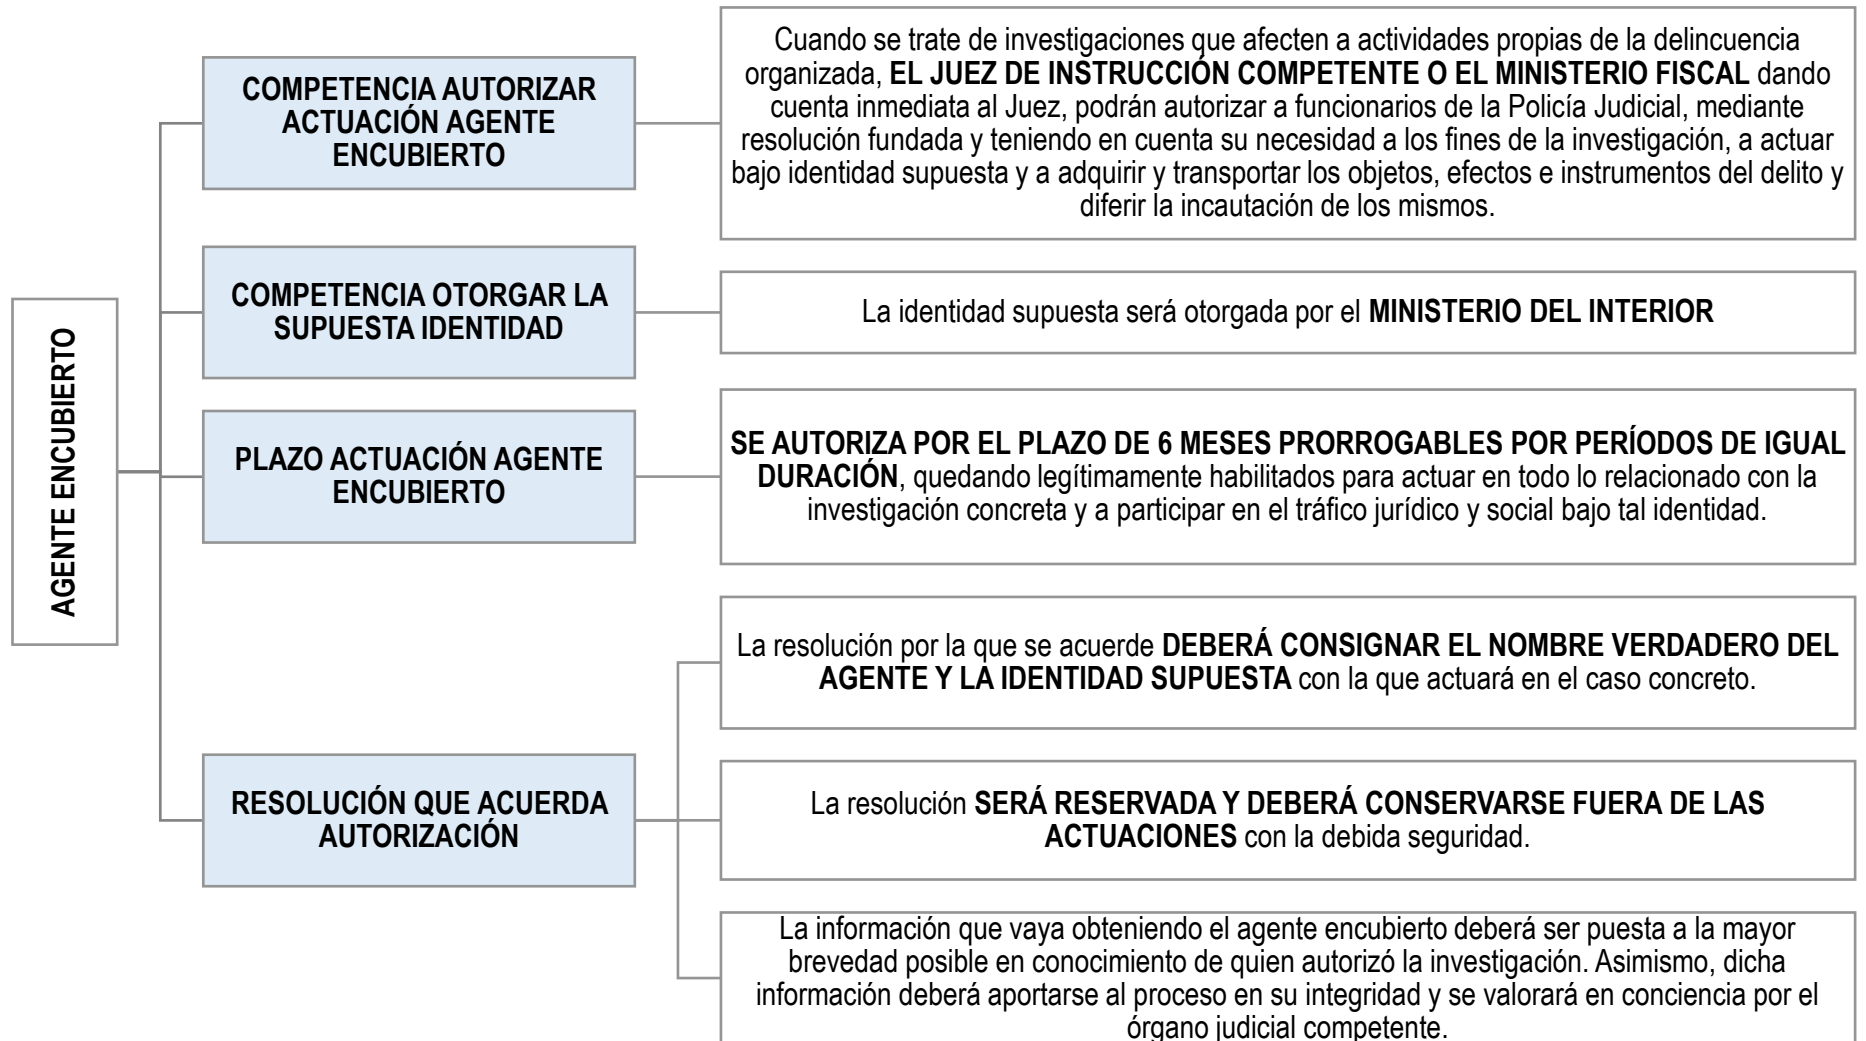 AGENTE ENCUBIERTO
COMPETENCIA AUTORIZAR
ACTUACIÓN AGENTE
ENCUBIERTO
Cuando se trate de investigaciones que afecten a actividades propias de la delincuencia
organizada, EL JUEZ DE INSTRUCCIÓN COMPETENTE O EL MINISTERIO FISCAL dando
cuenta inmediata al Juez, podrán autorizar a funcionarios de la Policía Judicial, mediante
resolución fundada y teniendo en cuenta su necesidad a los fines de la investigación, a actuar
bajo identidad supuesta y a adquirir y transportar los objetos, efectos e instrumentos del delito y
diferir la incautación de los mismos.
COMPETENCIA OTORGAR LA
SUPUESTA IDENTIDAD
La identidad supuesta será otorgada por el MINISTERIO DEL INTERIOR
PLAZO ACTUACIÓN AGENTE
ENCUBIERTO
SE AUTORIZA POR EL PLAZO DE 6 MESES PRORROGABLES POR PERÍODOS DE IGUAL
DURACIÓN, quedando legítimamente habilitados para actuar en todo lo relacionado con la
investigación concreta y a participar en el tráfico jurídico y social bajo tal identidad.
RESOLUCIÓN QUE ACUERDA
AUTORIZACIÓN
La resolución por la que se acuerde DEBERÁ CONSIGNAR EL NOMBRE VERDADERO DEL
AGENTE Y LA IDENTIDAD SUPUESTA con la que actuará en el caso concreto.
La resolución SERÁ RESERVADA Y DEBERÁ CONSERVARSE FUERA DE LAS
ACTUACIONES con la debida seguridad.
La información que vaya obteniendo el agente encubierto deberá ser puesta a la mayor
brevedad posible en conocimiento de quien autorizó la investigación. Asimismo, dicha
información deberá aportarse al proceso en su integridad y se valorará en conciencia por el
órgano judicial competente.